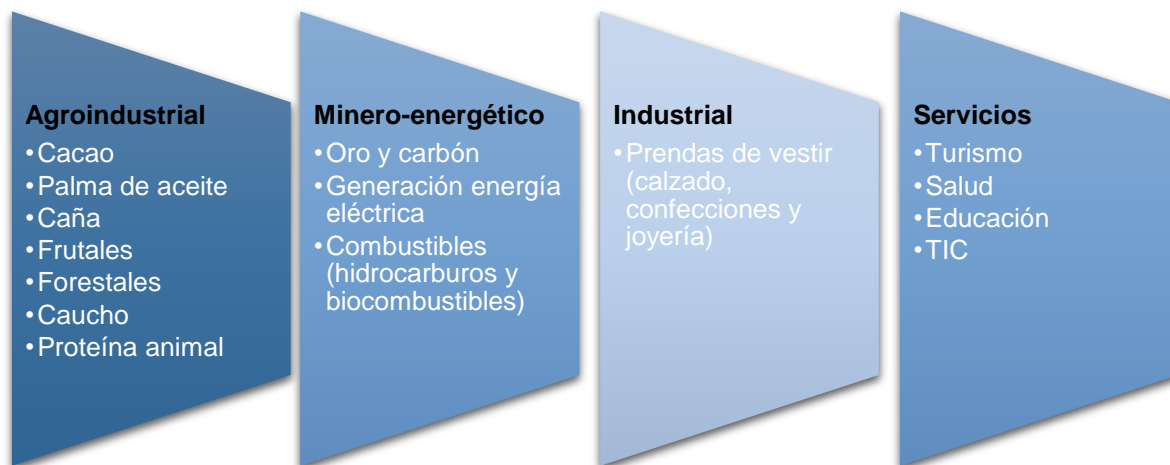 Agroindustrial
•Cacao
•Palma de aceite
•Caña
•Frutales
•Forestales
•Caucho
•Proteína animal
Minero-energético
•Oro y carbón
•Generación energía
eléctrica
•Combustibles
(hidrocarburos y
biocombustibles)
Industrial
•Prendas de vestir
(calzado,
confecciones y
joyería)
Servicios
•Turismo
•Salud
•Educación
•TIC